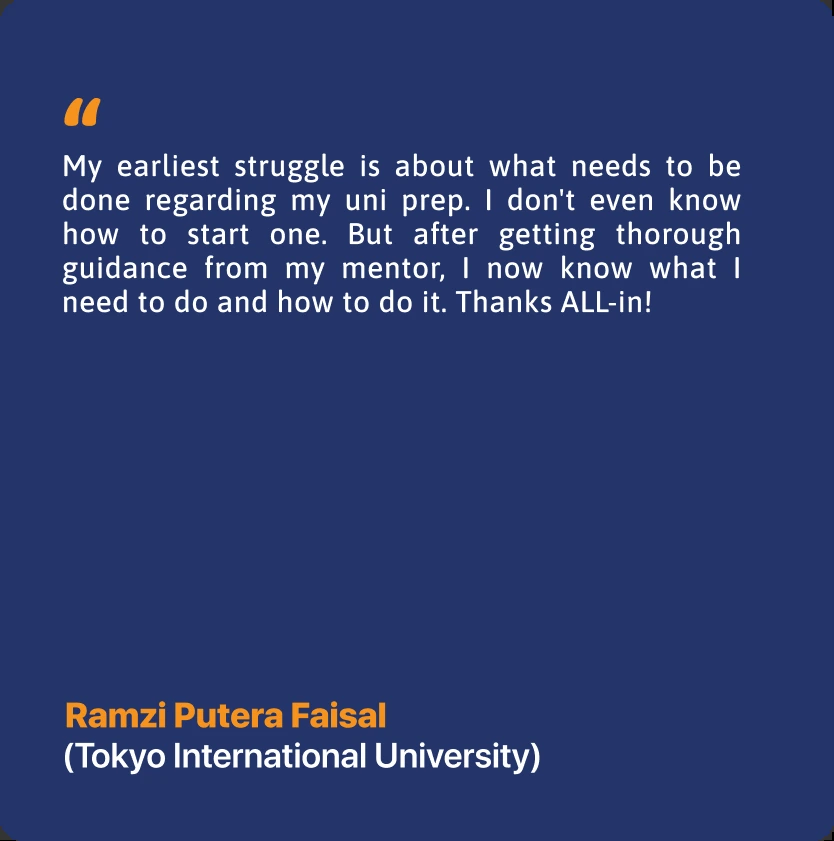 “
My earliest struggle is about what needs to be
done regarding my uni prep. I don't even know
how to start one. But after getting thorough
guidance from my mentor, I now know what I
need to do and how to do it. Thanks ALL-in!
Ramzi Putera Faisal
(Tokyo International University)